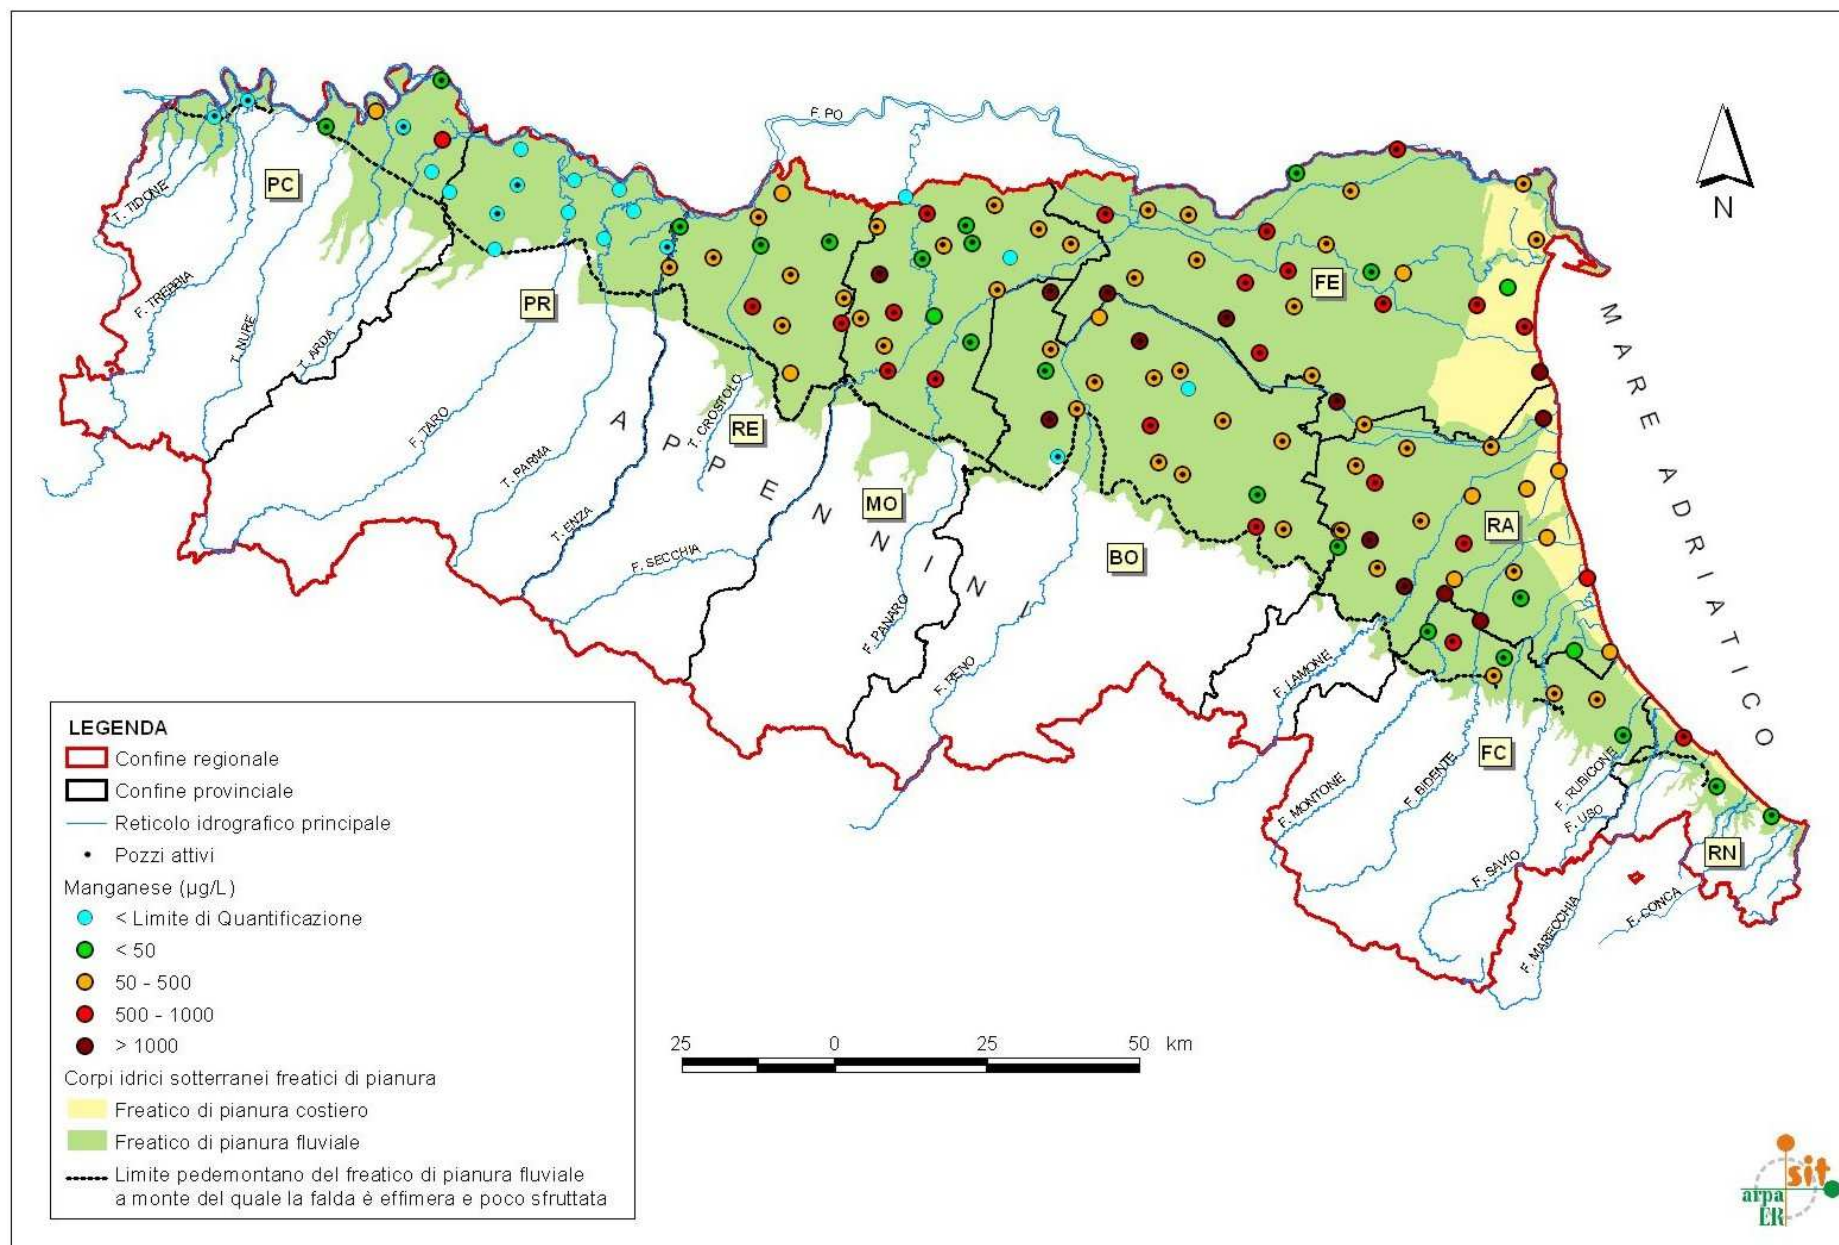 F. PO
N
PC
T. TIDONE
F. TREBBIA
T. NURE
T. ARDA
PR
F. TARO
T. PARMA
T. ENZA
RE
T. CROSTOLO
F. SECCHIA
MO
F. PANARO
APPENNINI
BO
F. RENO
FE
RA
F. LAMONE
F. MONTONE
F. BIDENTE
FC
F. SAVIO
F. RUBICONE
F. USO
F. MARECCHIA
F. CONCA
RN
MARE ADRIATICO
LEGENDA
Confine regionale
Confine provinciale
Reticolo idrografico principale
Pozzi attivi
Manganese (µg/L)
< Limite di Quantificazione
< 50
50 - 500
500 - 1000
> 1000
Corpi idrici sotterranei freatici di pianura
Freatico di pianura costiero
Freatico di pianura fluviale
Limite pedemontano del freatico di pianura fluviale
a monte del quale la falda è effimera e poco sfruttata
25 0 25 50 km
sit
arpa
ER